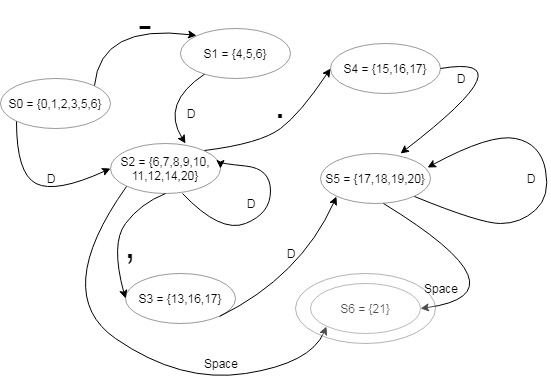 –
S1 = {4,5,6}
S4 = {15,16,17}
D
S0 = {0,1,2,3,5,6}
D
.
S2 = {6,7,8,9,10,
11,12,14,20}
D
D
S5 = {17,18,19,20}
D
,
D
S3 = {13,16,17}
Space
S6 = {21}
Space